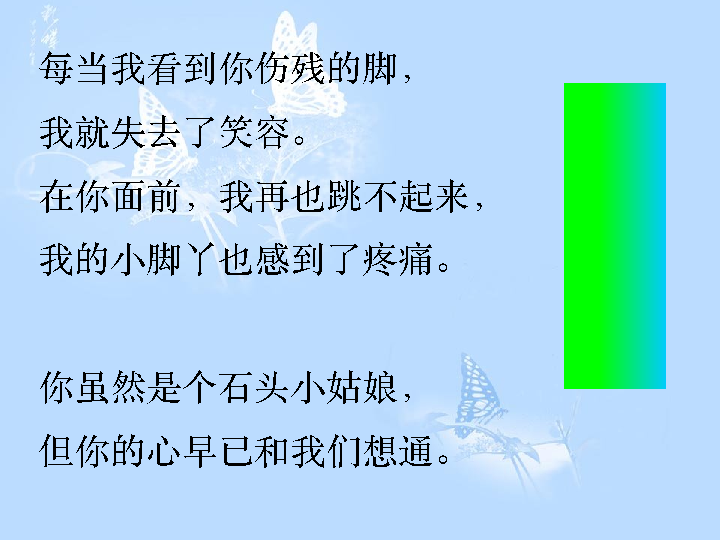 每当我看到你伤残的脚，
我就失去了笑容。
在你面前，我再也跳不起来，
我的小脚丫也感到了疼痛。
你虽然是个石头小姑娘，
但你的心早已和我们想通。